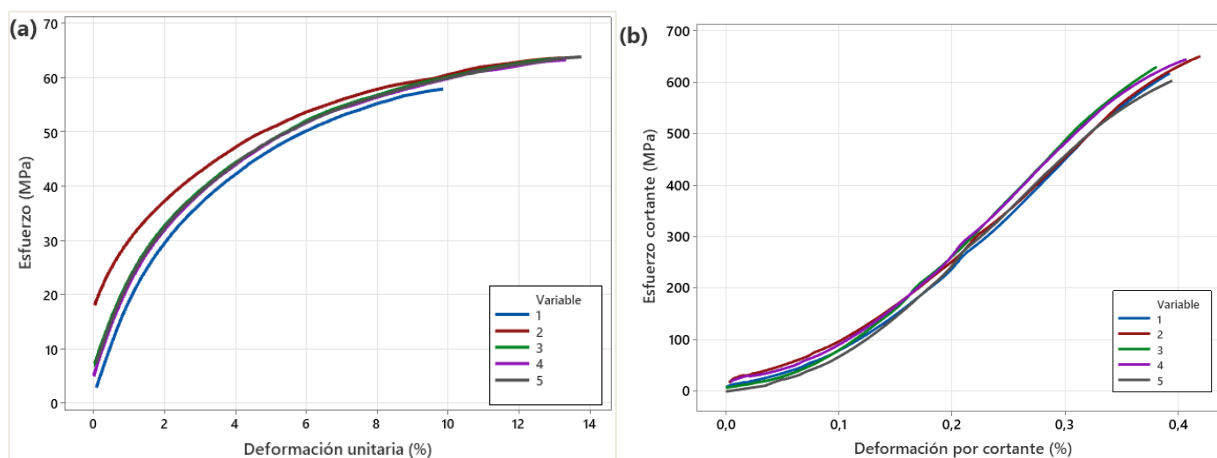 (a)
70
60
50
40
30
20
10
0
Esfuerzo (MPa)
0 2 4 6 8 10 12 14
Deformación unitaria (%)
Variable
1
2
3
4
5
(b)
700
600
500
400
300
200
100
0
Esfuerzo cortante (MPa)
0,0 0,1 0,2 0,3 0,4
Deformación por cortante (%)
Variable
1
2
3
4
5